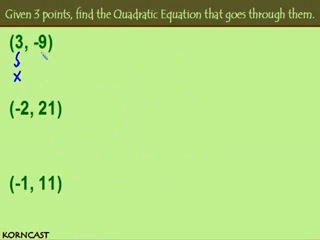 Given 3 points, find the Quadratic Equation that goes through them.
(3, -9)
x
(-2, 21)
(-1, 11)
KORNCAST